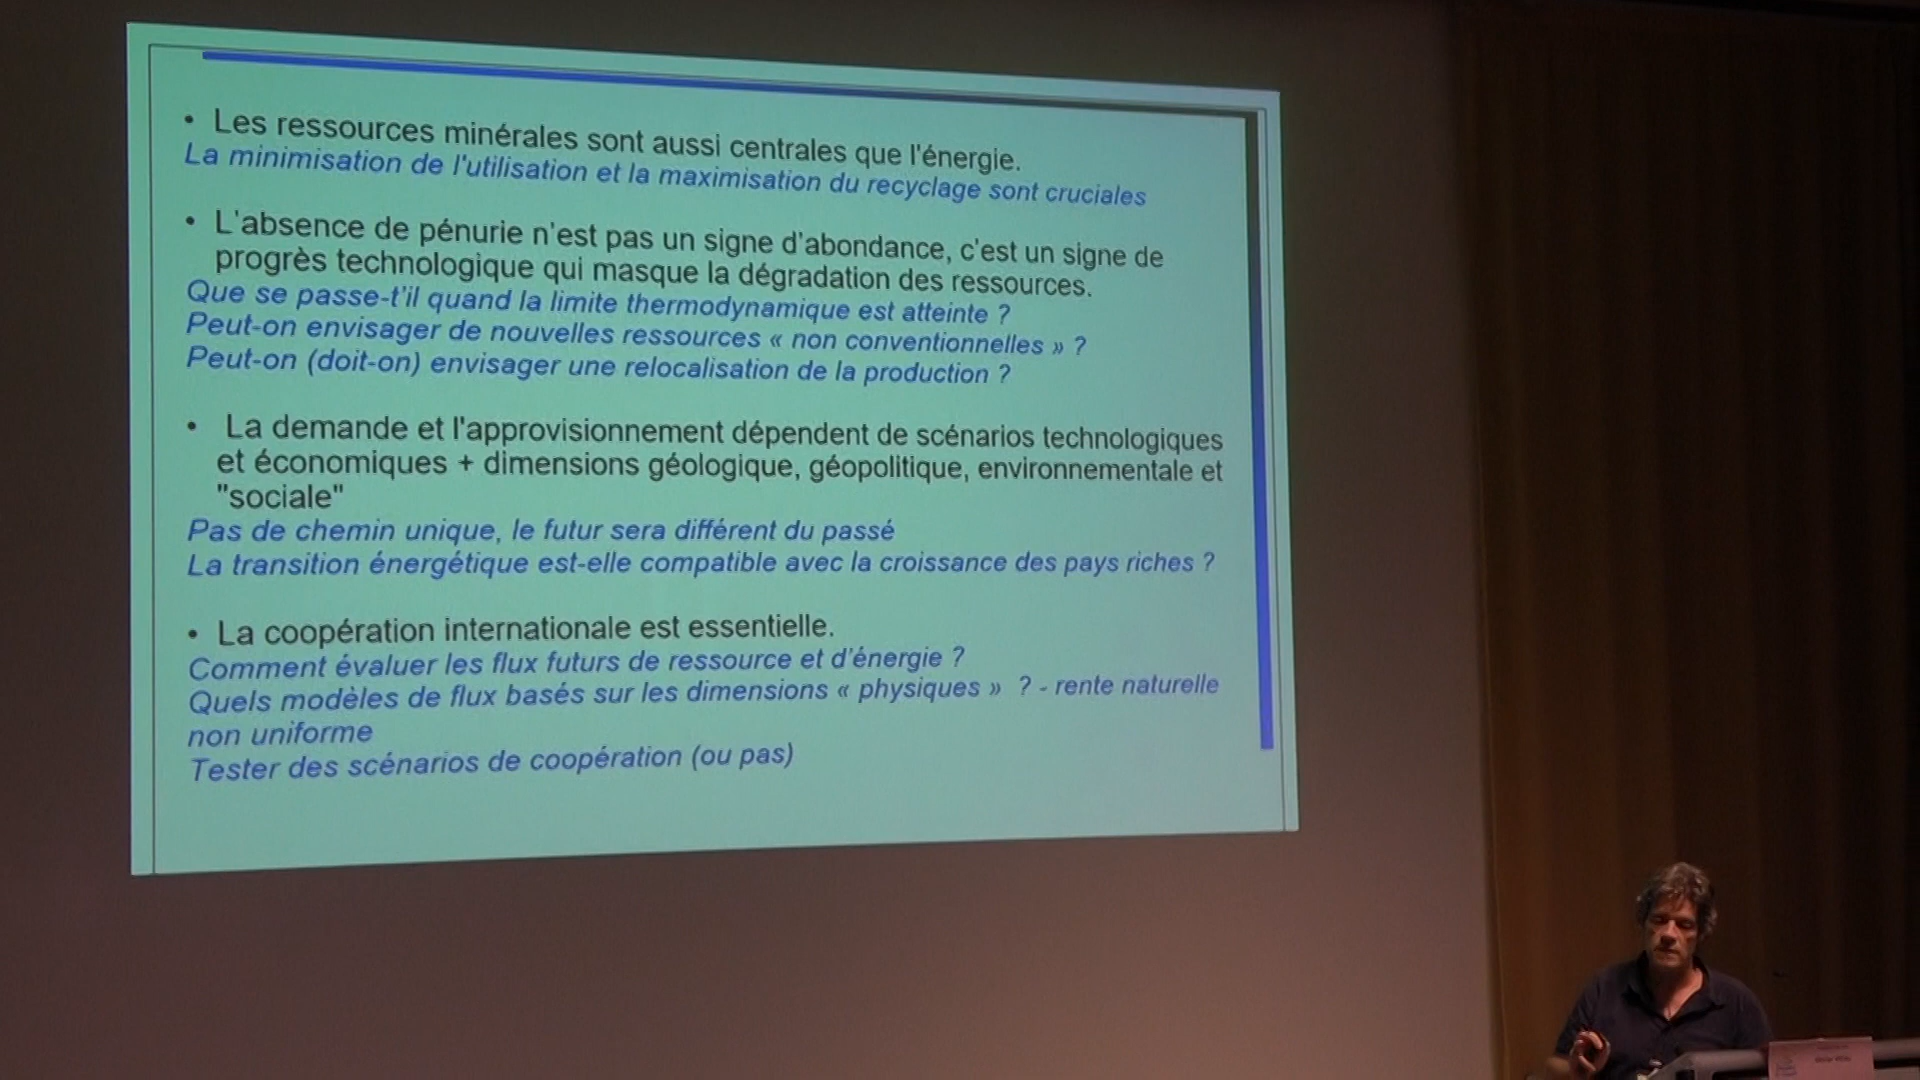 • Les ressources minérales sont aussi centrales que l'énergie.
La minimisation de l'utilisation et la maximisation du recyclage sont cruciales
• L'absence de pénurie n'est pas un signe d'abondance, c'est un signe de
progrès technologique qui masque la dégradation des ressources.
Que se passe-t'il quand la limite thermodynamique est atteinte ?
Peut-on envisager de nouvelles ressources « non conventionnelles » ?
Peut-on (doit-on) envisager une relocalisation de la production ?
• La demande et l'approvisionnement dépendent de scénarios technologiques
et économiques + dimensions géologique, géopolitique, environnementale et
"sociale"
Pas de chemin unique, le futur sera différent du passé
La transition énergétique est-elle compatible avec la croissance des pays riches ?
• La coopération internationale est essentielle.
Comment évaluer les flux futurs de ressource et d'énergie ?
Quels modèles de flux basés sur les dimensions « physiques » ? - rente naturelle
non uniforme
Tester des scénarios de coopération (ou pas)